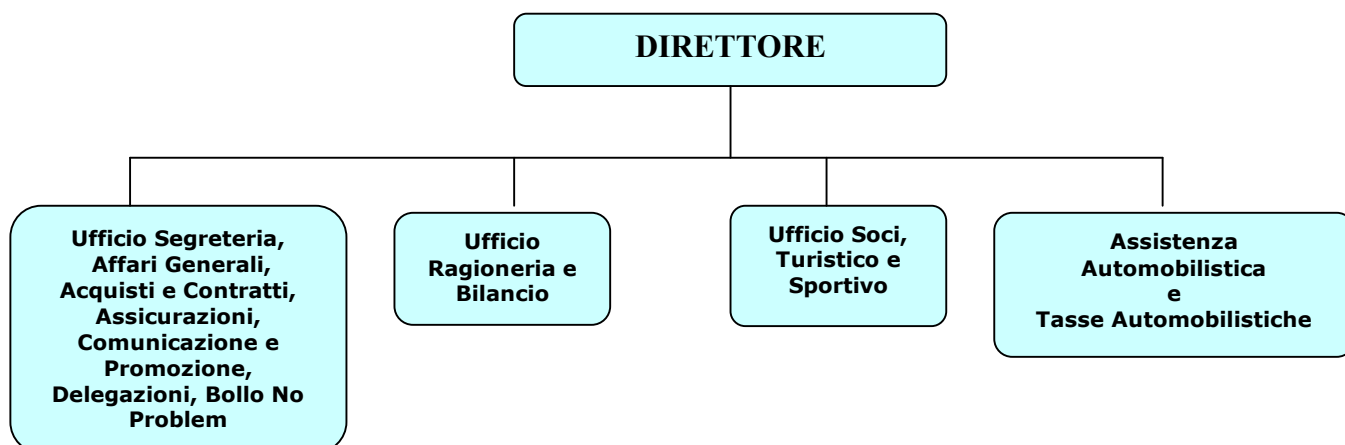 DIRETTORE
Ufficio Segreteria,
Affari Generali,
Acquisti e Contratti,
Assicurazioni,
Comunicazione e
Promozione,
Delegazioni, Bollo No
Problem
Ufficio
Ragioneria e
Bilancio
Ufficio Soci,
Turistico e
Sportivo
Assistenza
Automobilistica
e
Tasse Automobilistiche